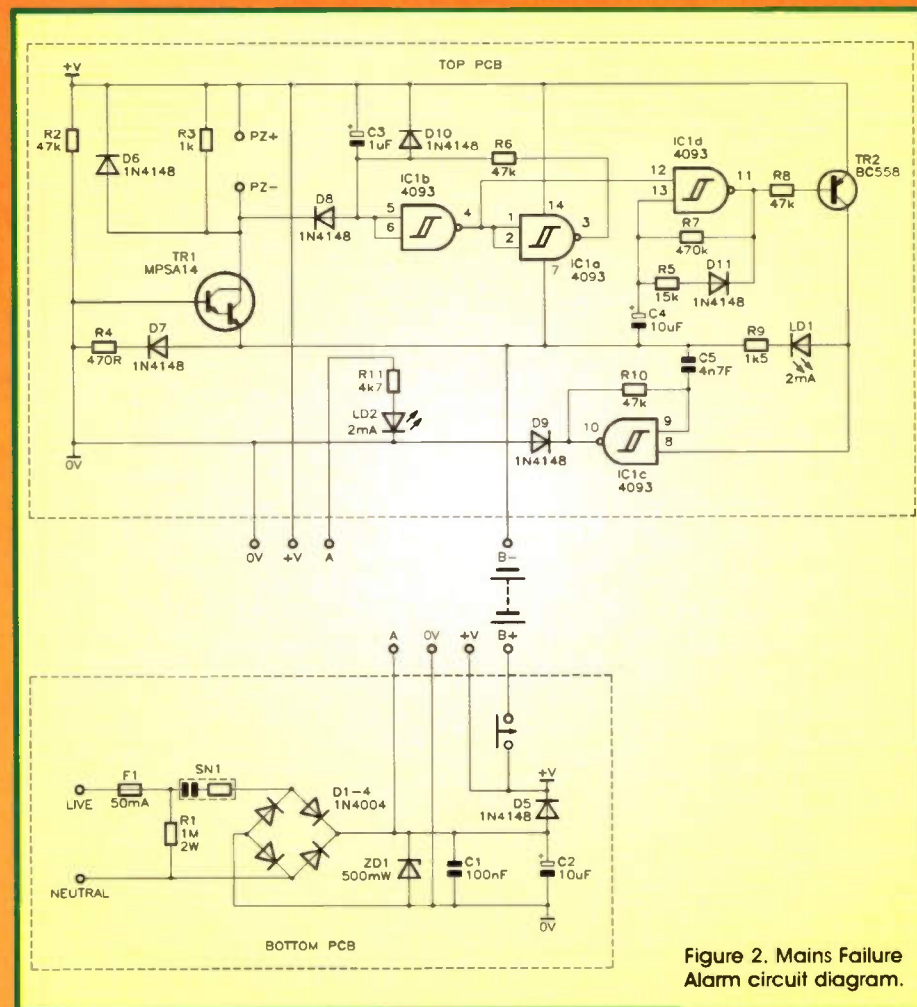 TOP PCB
+V
R2
47k
D6
1N4148
R3
1k
PZ+
PZ-
C3
1uF
D10
1N4148
R6
47k
IC1d
4093
12
13
11
R8
47k
TR2
BC558
D8
1N4148
IC1b
4093
5
6
4
1
2
14
3
7
IC1a
4093
R7
470k
R5
15k
D11
1N4148
TR1
MPSA14
C4
10uF
R4
470R
D7
1N4148
R11
4k7
LD2
2mA
C5
4n7F
R9
1k5
LD1
2mA
R10
47k
D9
1N4148
10
9
8
IC1c
4093
0V
0V
+V
A
B-
A
0V
+V
B+
F1
50mA
LIVE
SN1
R1
1M
2W
D1-4
1N4004
+V
D5
1N4148
ZD1
500mW
C1
100nF
C2
10uF
NEUTRAL
0V
BOTTOM PCB
Figure 2. Mains Failure
Alarm circuit diagram.